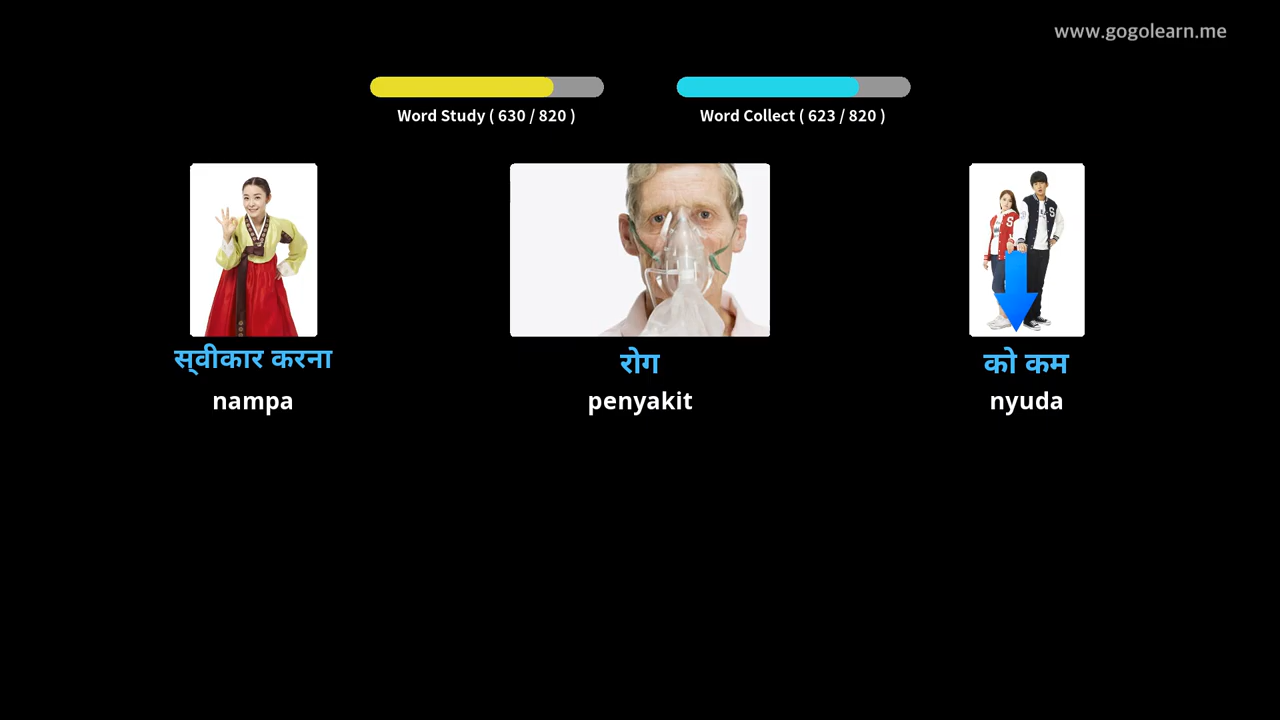 www.gogolearn.me
Word Study ( 630 / 820 )
Word Collect ( 623 / 820 )
स्वीकार करना
रोग
को कम
nampa
penyakit
nyuda